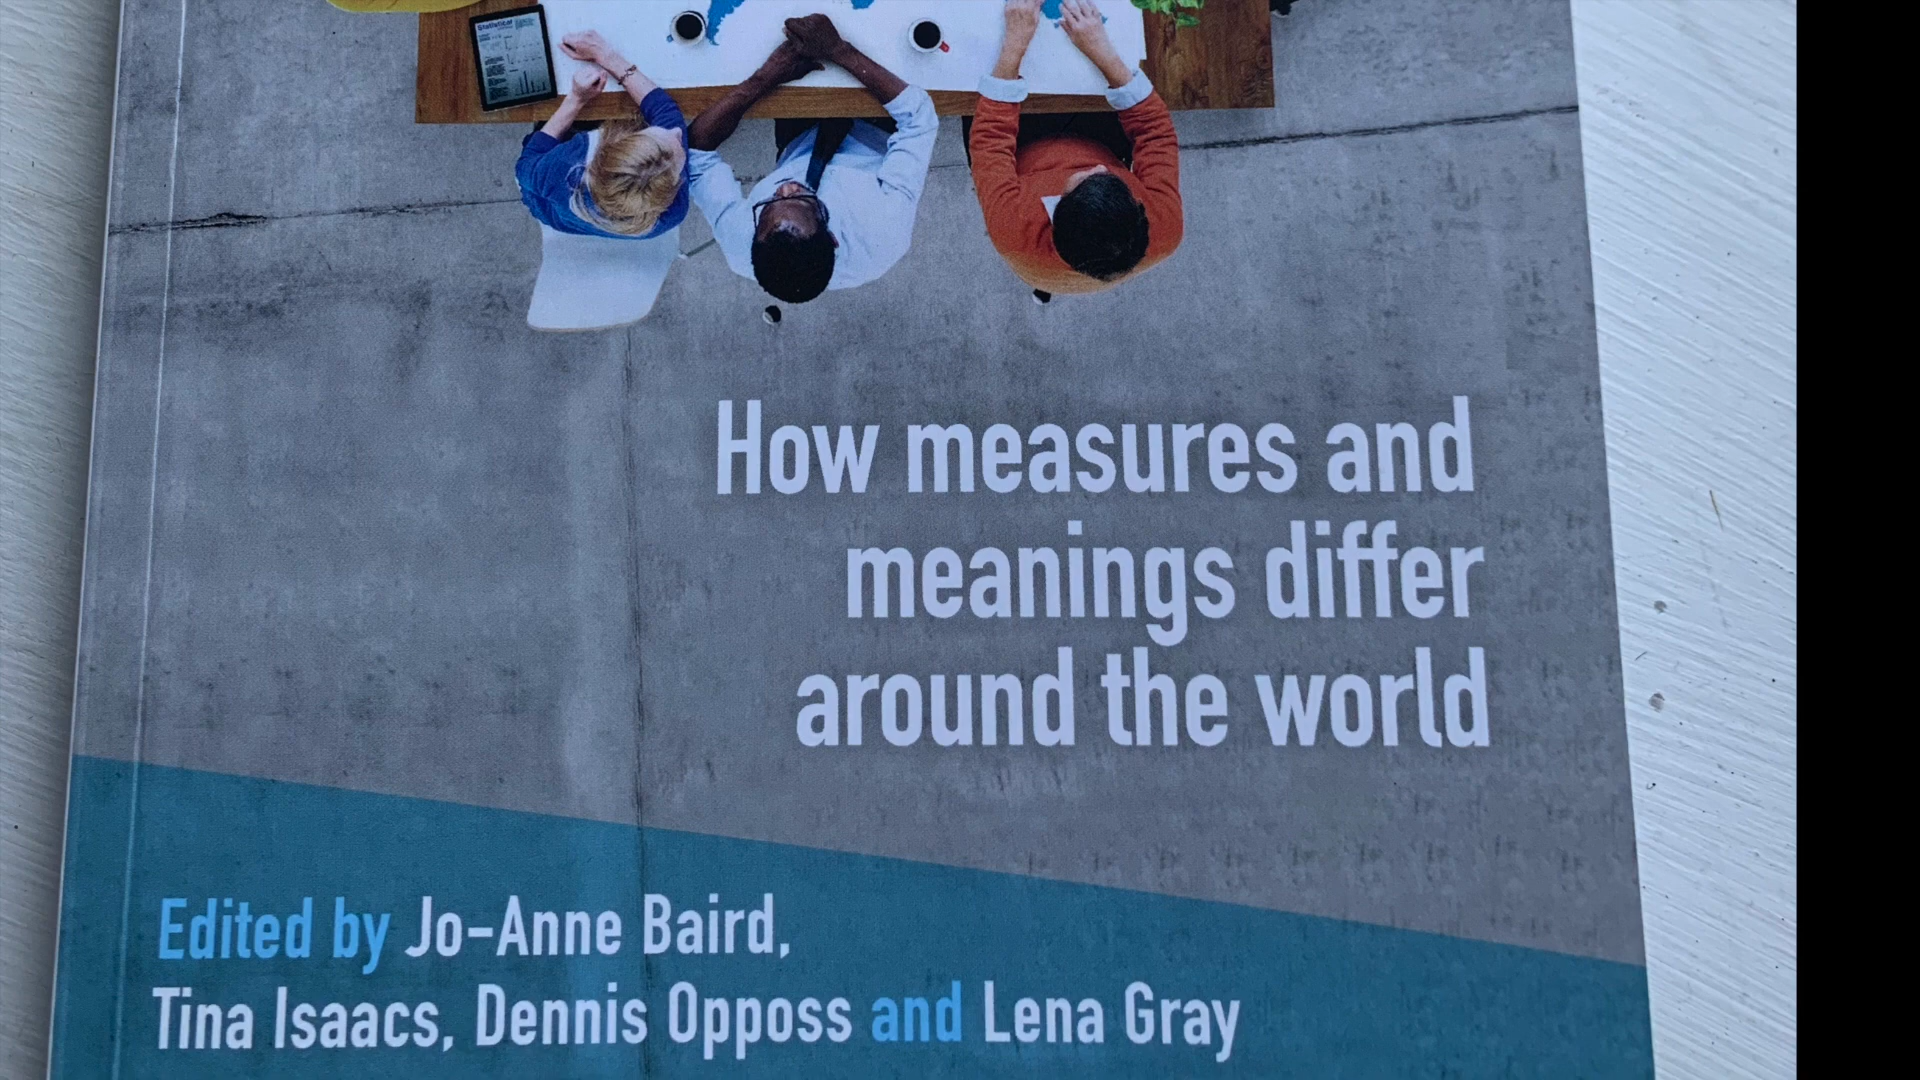 Statistical
How measures and
meanings differ
around the world
Edited by Jo-Anne Baird,
Tina Isaacs, Dennis Opposs and Lena Gray